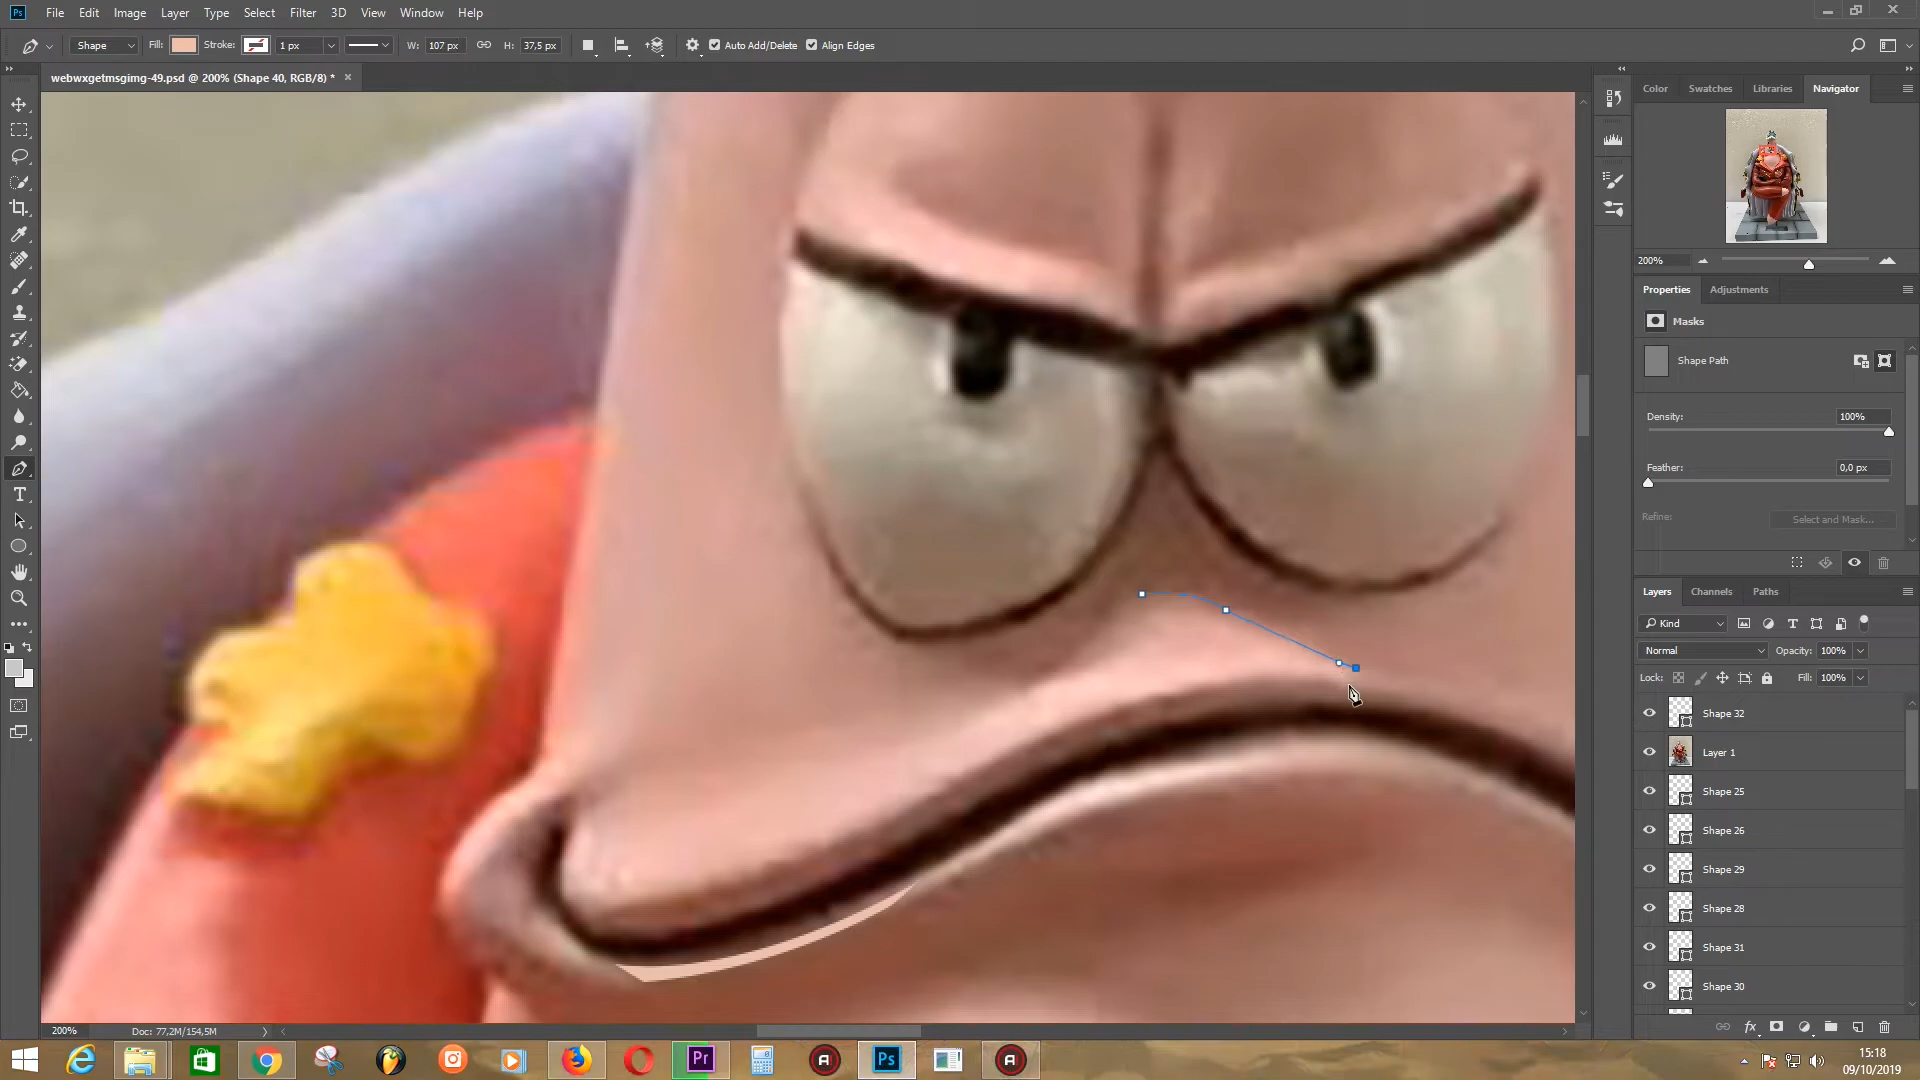 Ps File Edit Image Layer Type Select Filter 3D View Window Help
Shape Fill: Stroke: 1 px W: 107 px H: 37,5 px Auto Add/Delete Align Edges
webwxgetmsgimg-49.psd @ 200% (Shape 40, RGB/8) *
Color Swatches Libraries Navigator
200%
Properties Adjustments
Masks
Shape Path
Density: 100%
Feather: 0,0 px
Refine: Select and Mask...
Layers Channels Paths
Kind
Normal Opacity: 100%
Lock: Fill: 100%
Shape 32
Layer 1
Shape 25
Shape 26
Shape 29
Shape 28
Shape 31
Shape 30
200% Doc: 77,2M/154,5M
Pr Ps
15:18
09/10/2019